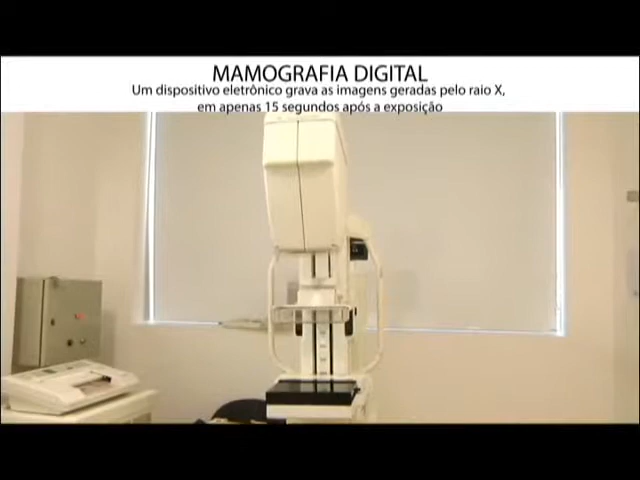 MAMOGRAFIA DIGITAL
Um dispositivo eletrônico grava as imagens geradas pelo raio X,
em apenas 15 segundos após a exposição